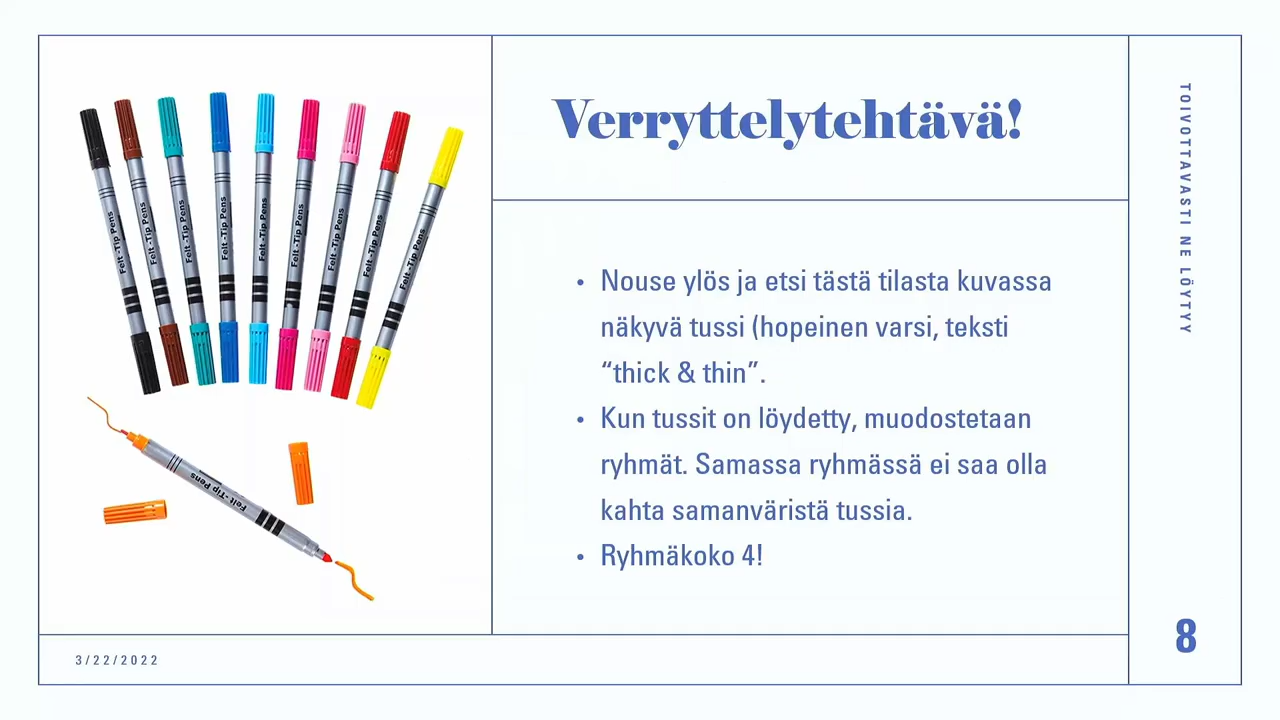 Verryttelytehtävä!
TOIVOTTAVASTI NE LÖYTYY
Felt-Tip Pens
Felt-Tip Pens
Felt-Tip Pens
Felt-Tip Pens
Felt-Tip Pens
Felt-Tip Pens
Felt-Tip Pens
Felt-Tip Pens
Felt-Tip Pens
Felt-Tip Pens
• Nouse ylös ja etsi tästä tilasta kuvassa
näkyvä tussi (hopeinen varsi, teksti
“thick & thin”.
• Kun tussit on löydetty, muodostetaan
ryhmät. Samassa ryhmässä ei saa olla
kahta samanväristä tussia.
• Ryhmäkoko 4!
3/22/2022
8